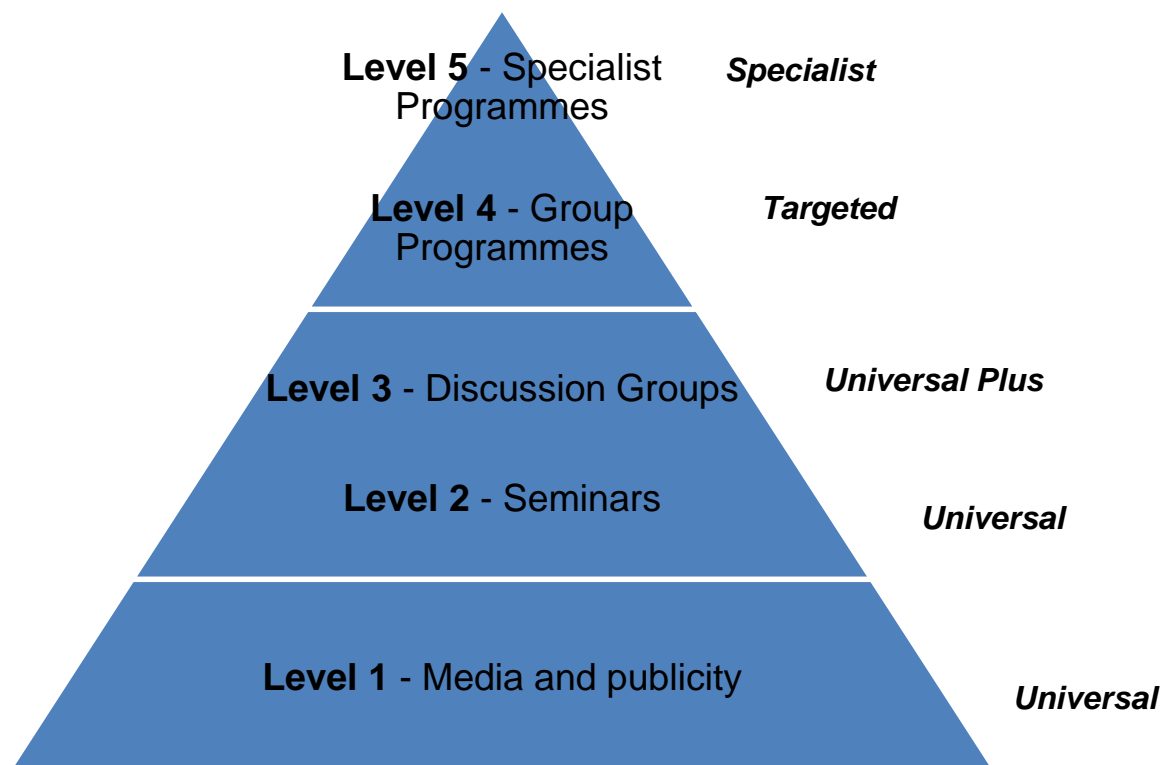 Level 5 - Specialist
Programmes
Specialist
Level 4 - Group
Programmes
Targeted
Level 3 - Discussion Groups
Universal Plus
Level 2 - Seminars
Universal
Level 1 - Media and publicity
Universal